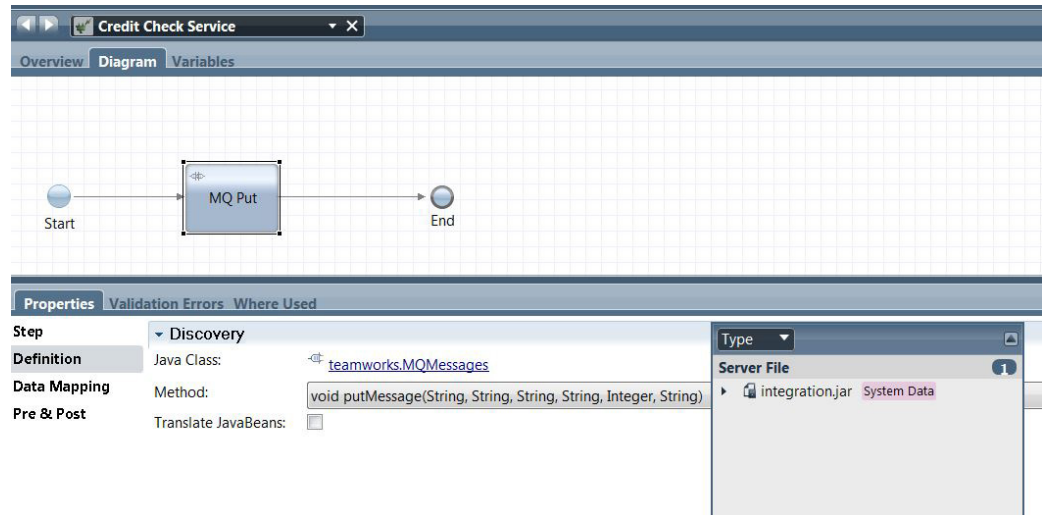 Credit Check Service
Overview Diagram Variables
MQ Put
Start
End
Properties Validation Errors Where Used
Step
Definition
Data Mapping
Pre & Post
Discovery
Java Class: teamworks.MQMessages
Method: void putMessage(String, String, String, String, Integer, String)
Translate JavaBeans:
Type
Server File 1
integration.jar System Data